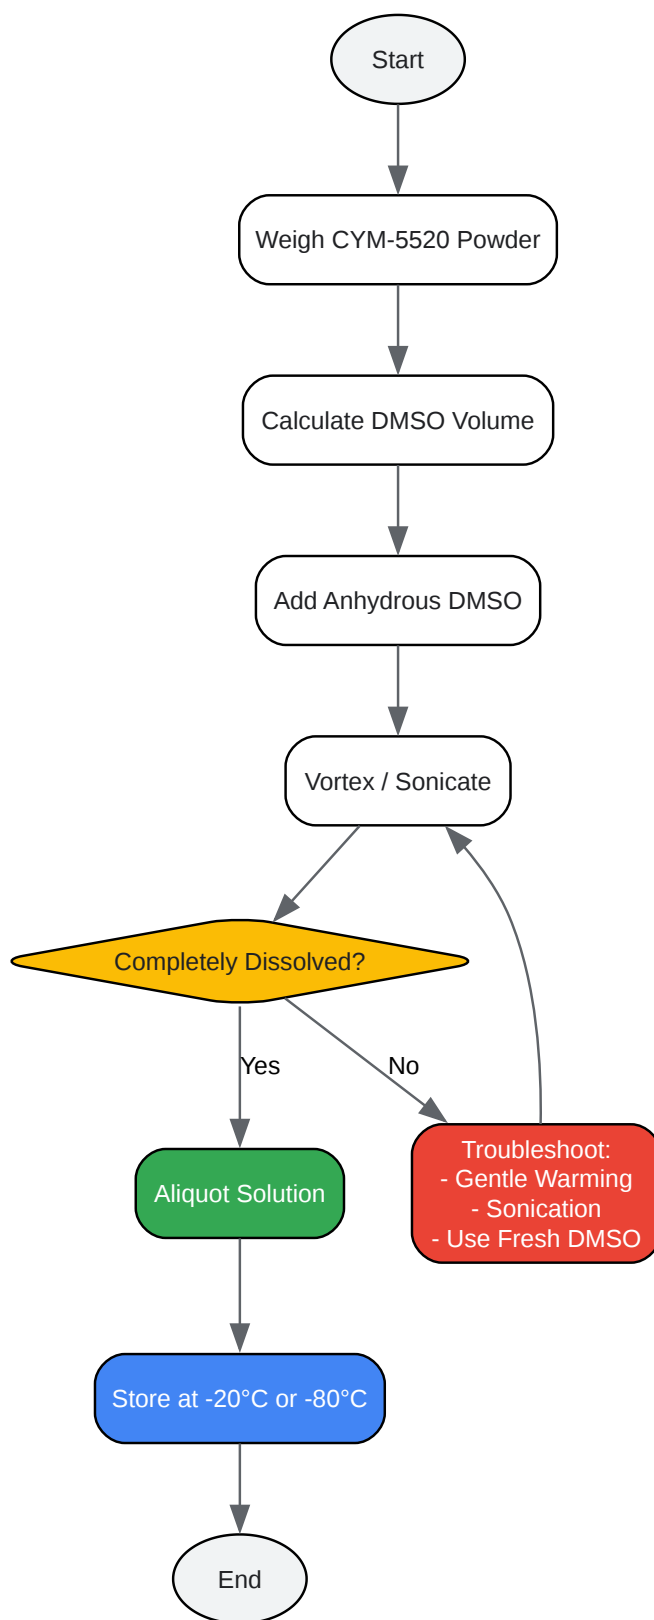 Start
Weigh CYM-5520 Powder
Calculate DMSO Volume
Add Anhydrous DMSO
Vortex / Sonicate
Completely Dissolved?
Yes
No
Troubleshoot:
- Gentle Warming
- Sonication
- Use Fresh DMSO
Aliquot Solution
Store at -20°C or -80°C
End